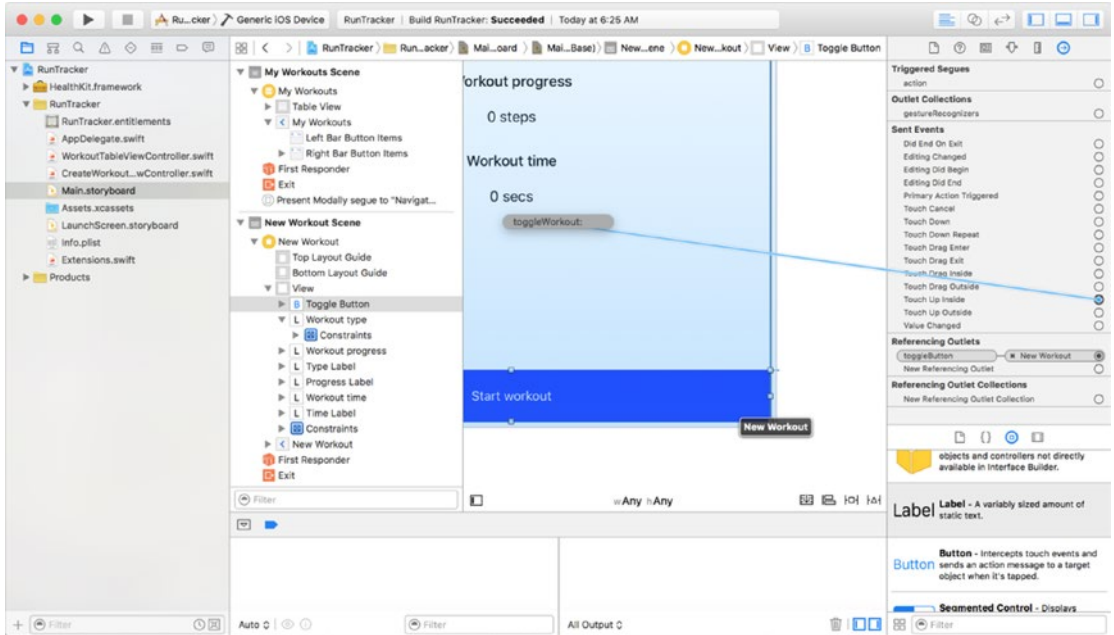 Ru...cker) Generic iOS Device
RunTracker | Build RunTracker: Succeeded | Today at 6:25 AM
RunTracker
HealthKit.framework
RunTracker
RunTracker.entitlements
AppDelegate.swift
WorkoutTableViewController.swift
CreateWorkout...wController.swift
Main.storyboard
Assets.xcassets
LaunchScreen.storyboard
Info.plist
Extensions.swift
Products
Filter
RunTracker Run...acker) Mai...oard Mai...Base) New...ene New...kout View B Toggle Button
My Workouts Scene
My Workouts
Table View
My Workouts
Left Bar Button Items
Right Bar Button Items
First Responder
Exit
Present Modally segue to "Navigat...
New Workout Scene
New Workout
Top Layout Guide
Bottom Layout Guide
View
B Toggle Button
L Workout type
Constraints
L Workout progress
L Type Label
L Progress Label
L Workout time
L Time Label
Constraints
New Workout
First Responder
Exit
Filter
orkout progress
0 steps
Workout time
0 secs
toggleWorkout:
Start workout
New Workout
wAny hAny
Auto
Filter
All Output
Triggered Segues
action
Outlet Collections
gestureRecognizers
Sent Events
Did End On Exit
Editing Changed
Editing Did Begin
Editing Did End
Primary Action Triggered
Touch Cancel
Touch Down
Touch Down Repeat
Touch Drag Enter
Touch Drag Exit
Touch Drag Inside
Touch Drag Outside
Touch Up Inside
Touch Up Outside
Value Changed
Referencing Outlets
toggleButton New Workout
New Referencing Outlet
Referencing Outlet Collections
New Referencing Outlet Collection
objects and controllers not directly
available in Interface Builder.
Label
Label - A variably sized amount of
static text.
Button
Button - Intercepts touch events and
sends an action message to a target
object when it's tapped.
Segmented Control - Displays
Filter